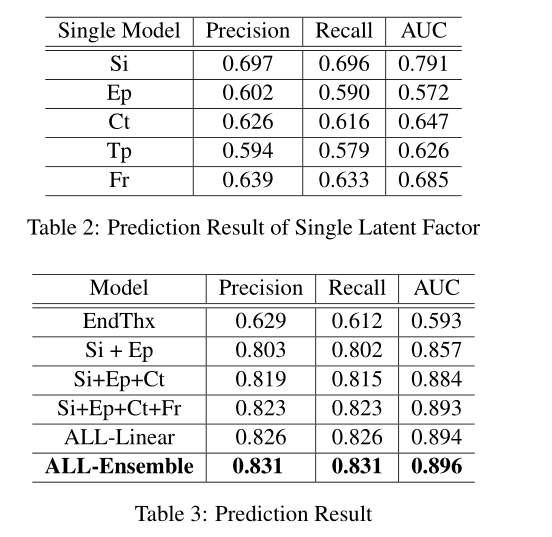 Single Model Precision Recall AUC
Si 0.697 0.696 0.791
Ep 0.602 0.590 0.572
Ct 0.626 0.616 0.647
Tp 0.594 0.579 0.626
Fr 0.639 0.633 0.685
Table 2: Prediction Result of Single Latent Factor
Model Precision Recall AUC
EndThx 0.629 0.612 0.593
Si + Ep 0.803 0.802 0.857
Si+Ep+Ct 0.819 0.815 0.884
Si+Ep+Ct+Fr 0.823 0.823 0.893
ALL-Linear 0.826 0.826 0.894
ALL-Ensemble 0.831 0.831 0.896
Table 3: Prediction Result